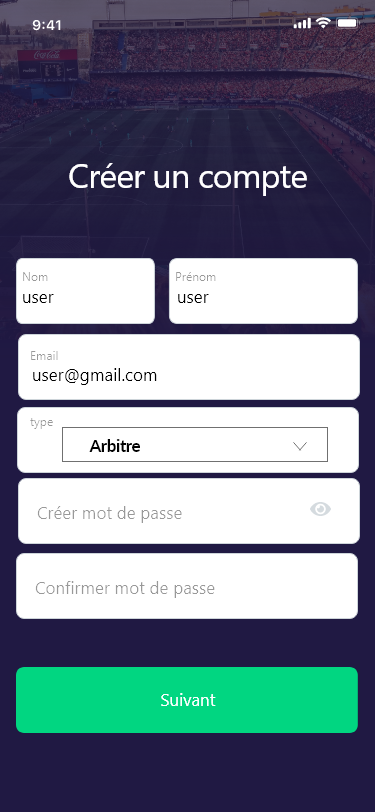 9:41
Créer un compte
Nom
user
Prénom
user
Email
user@gmail.com
type
Arbitre
Créer mot de passe
Confirmer mot de passe
Suivant